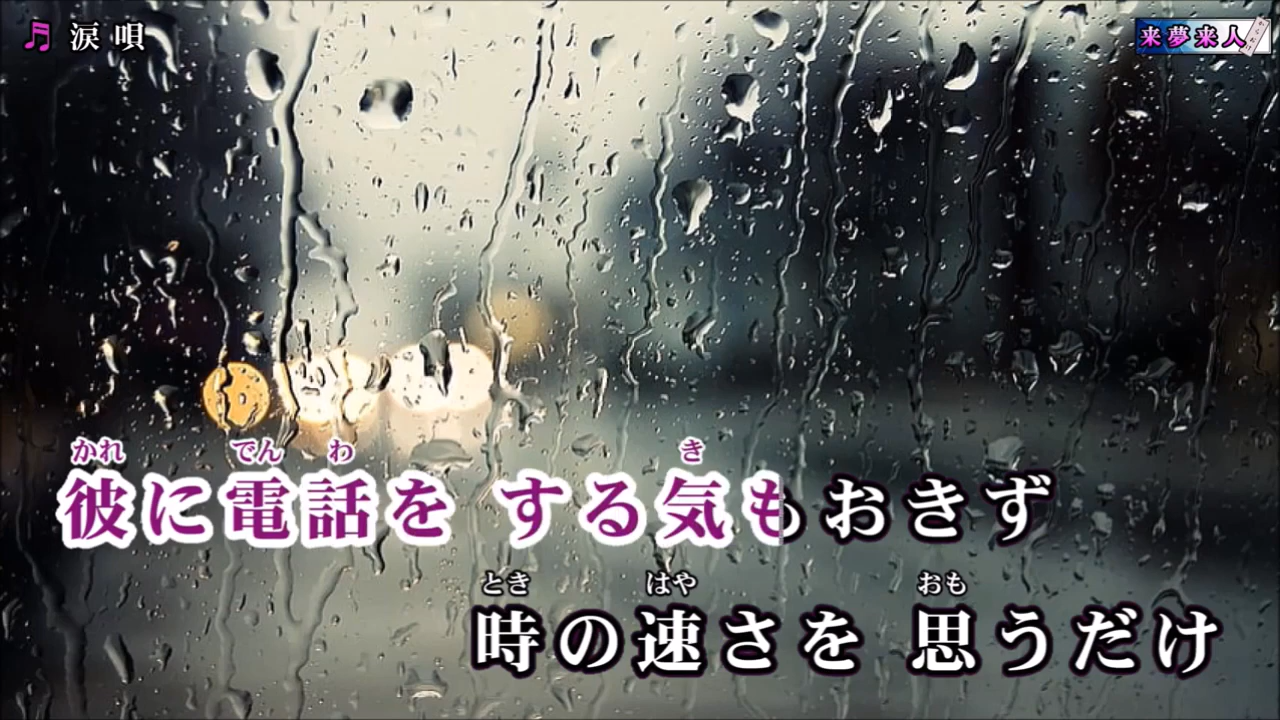 ♬ 涙唄
来夢来人
かれ でん わ き
彼に電話を する気もおきず
とき はや おも
時の速さを 思うだけ